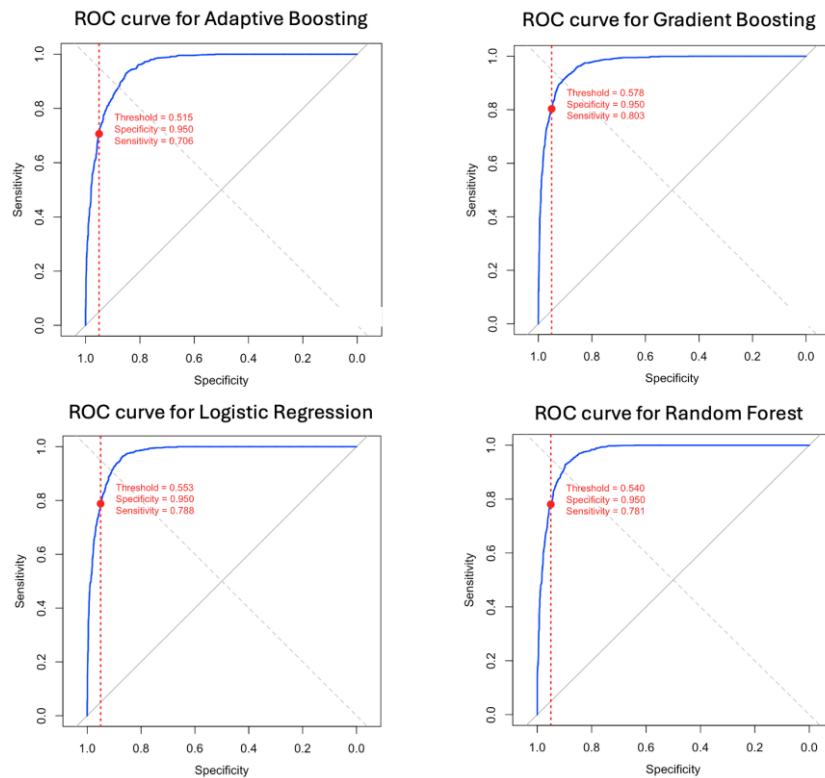 ROC curve for Adaptive Boosting
Sensitivity
1.0
0.8
0.6
0.4
0.2
0.0
Threshold = 0.515
Specificity = 0.950
Sensitivity = 0.706
1.0 0.8 0.6 0.4 0.2 0.0
Specificity
ROC curve for Gradient Boosting
Sensitivity
1.0
0.8
0.6
0.4
0.2
0.0
Threshold = 0.578
Specificity = 0.950
Sensitivity = 0.803
1.0 0.8 0.6 0.4 0.2 0.0
Specificity
ROC curve for Logistic Regression
Sensitivity
1.0
0.8
0.6
0.4
0.2
0.0
Threshold = 0.553
Specificity = 0.950
Sensitivity = 0.788
1.0 0.8 0.6 0.4 0.2 0.0
Specificity
ROC curve for Random Forest
Sensitivity
1.0
0.8
0.6
0.4
0.2
0.0
Threshold = 0.540
Specificity = 0.950
Sensitivity = 0.781
1.0 0.8 0.6 0.4 0.2 0.0
Specificity